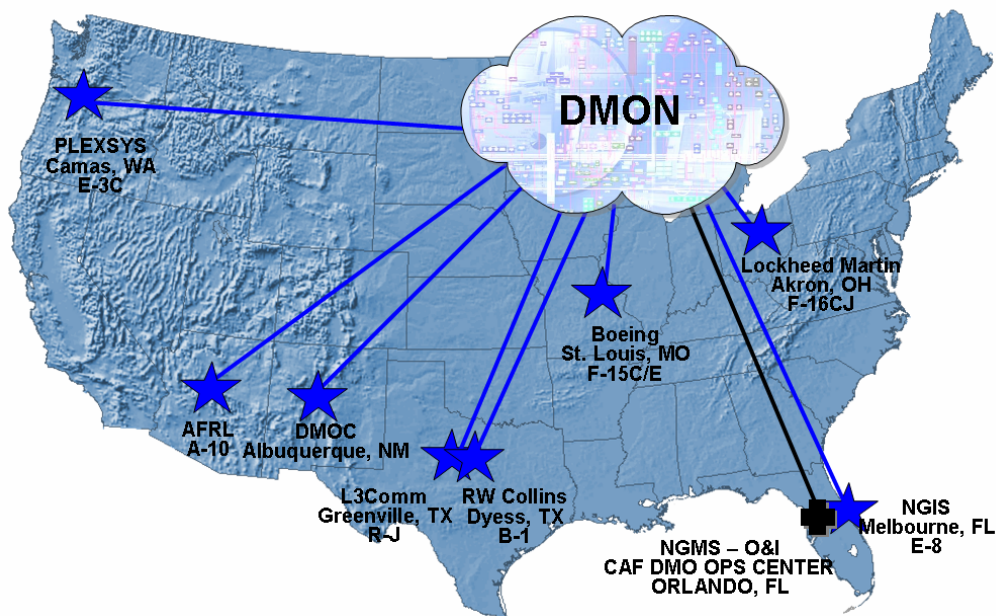 DMON
PLEXSYS
Camas, WA
E-3C
Lockheed Martin
Akron, OH
F-16CJ
Boeing
St. Louis, MO
F-15C/E
AFRL
A-10
DMOC
Albuquerque, NM
L3Comm
Greenville, TX
R-J
RW Collins
Dyess, TX
B-1
NGIS
Melbourne, FL
E-8
NGMS – O&I
CAF DMO OPS CENTER
ORLANDO, FL